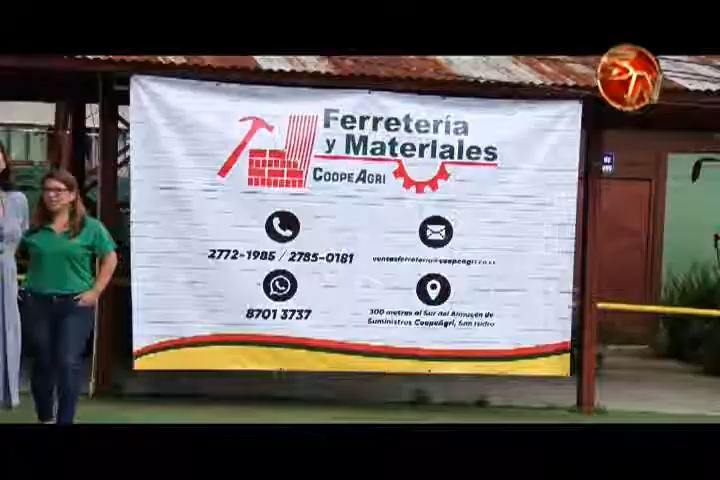 Ferretería
y Materiales
COOPEAGRI
2772-1985 / 2785-0181
8701 3737
300 metros al Sur del Almacén de
Suministros CoopeAgri, San Isidro